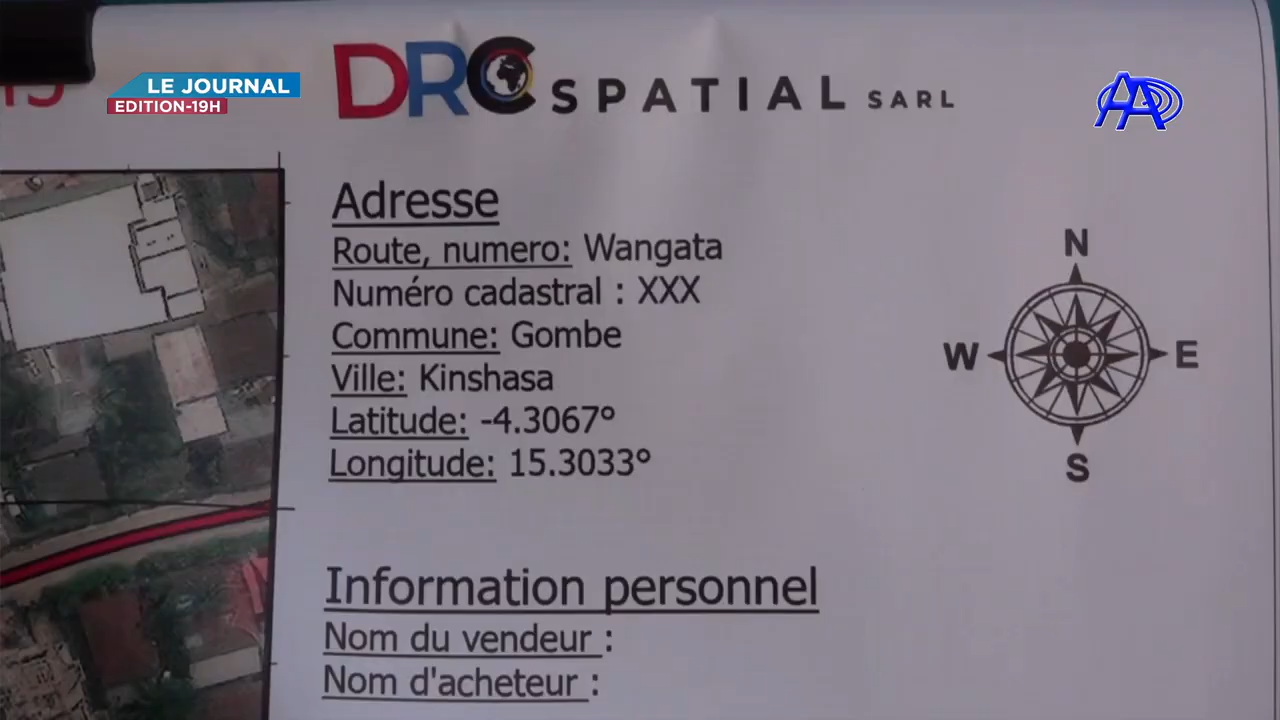 LE JOURNAL
EDITION-19H
DRC SPATIAL SARL
Adresse
Route, numero: Wangata
Numéro cadastral : XXX
Commune: Gombe
Ville: Kinshasa
Latitude: -4.3067°
Longitude: 15.3033°
N
W
E
S
Information personnel
Nom du vendeur :
Nom d'acheteur :